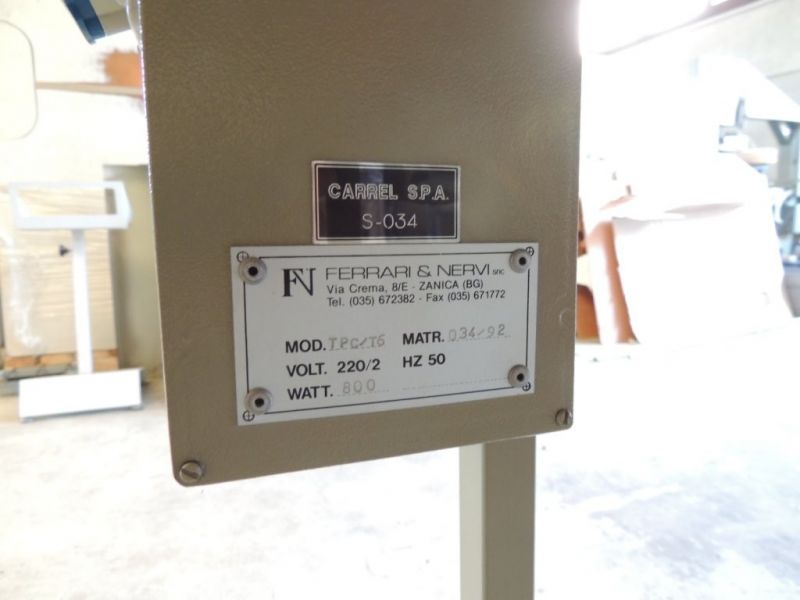 CARREL S.P.A.
S-034
FN FERRARI & NERVI snc
Via Crema, 8/E - ZANICA (BG)
Tel. (035) 672382 - Fax (035) 671772
MOD. TPC/T6 MATR. 034/92
VOLT. 220/2 HZ 50
WATT. 800